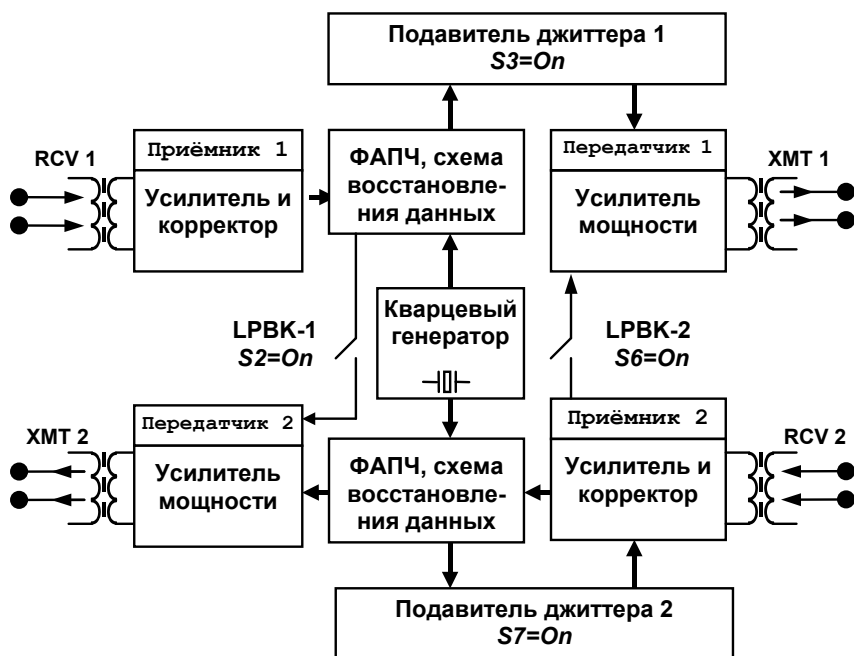 Подавитель джиттера 1
S3=On
RCV 1
Приёмник 1
Усилитель и
корректор
ФАПЧ, схема
восстановле-
ния данных
Передатчик 1
Усилитель
мощности
XMT 1
LPBK-1
S2=On
Кварцевый
генератор
LPBK-2
S6=On
XMT 2
Передатчик 2
Усилитель
мощности
ФАПЧ, схема
восстановле-
ния данных
Приёмник 2
Усилитель и
корректор
RCV 2
Подавитель джиттера 2
S7=On